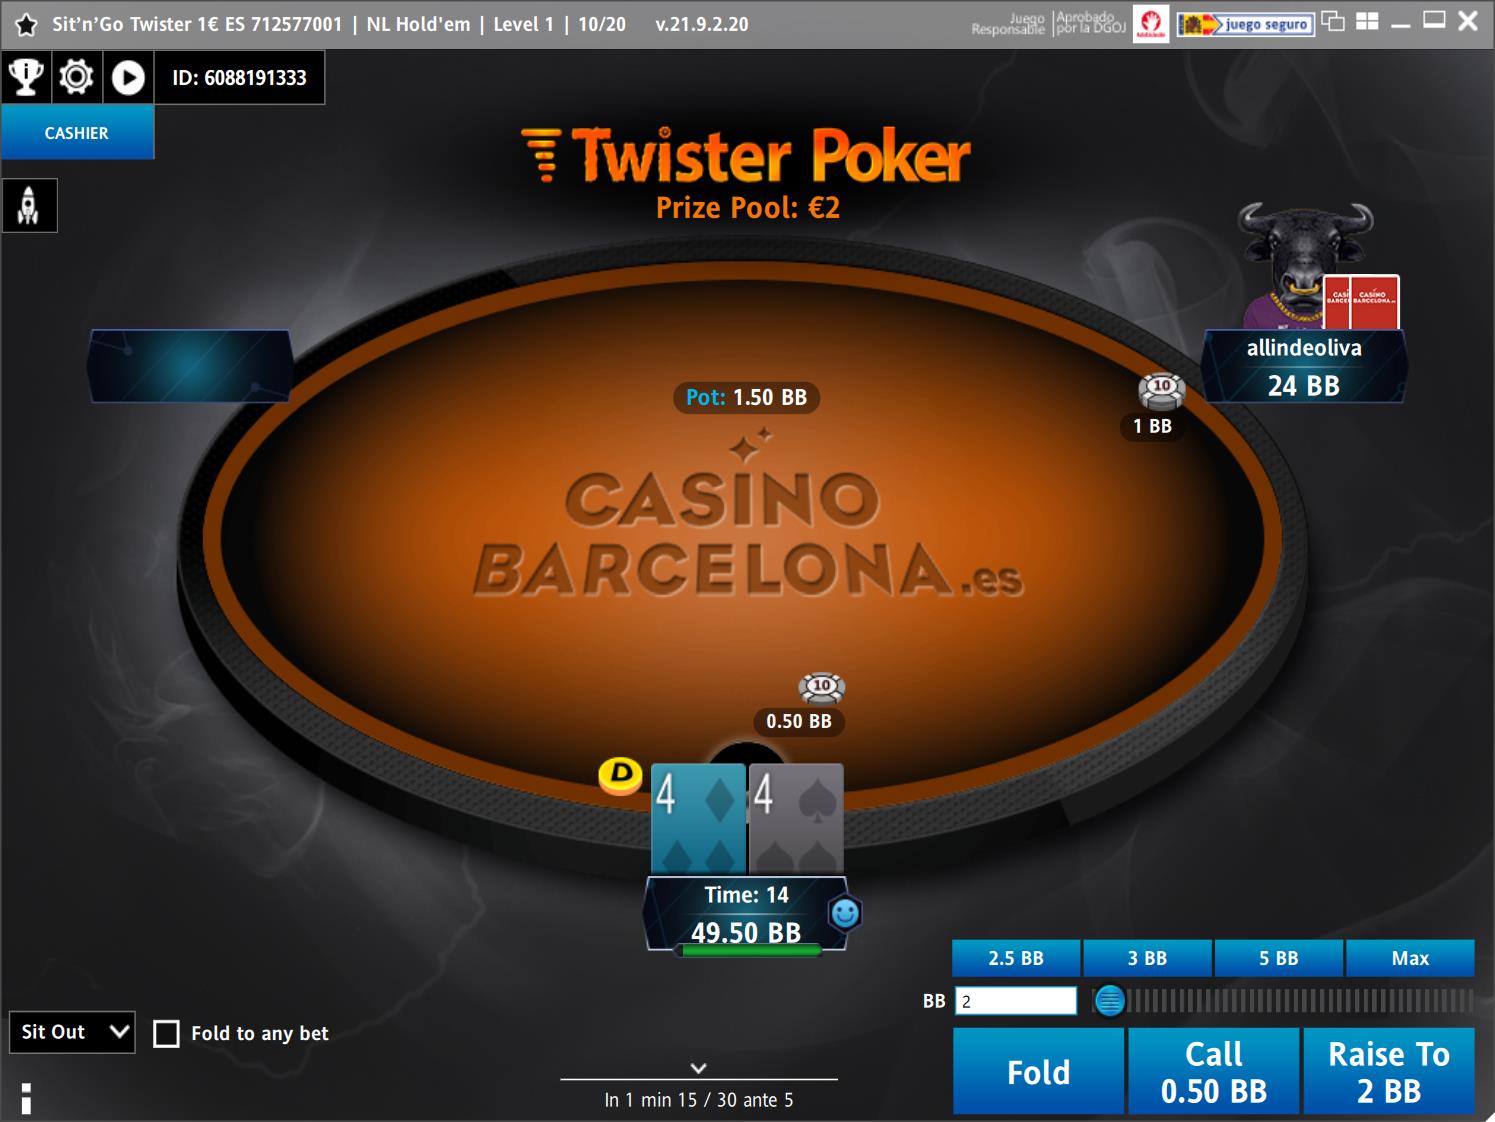 Sit'n'Go Twister 1€ ES 712577001 | NL Hold'em | Level 1 | 10/20 v.21.9.2.20
Juego Responsable
Aprobado por la DGOJ
juego seguro
ID: 6088191333
CASHIER
Twister Poker
Prize Pool: €2
CASINO BARCELONA.es
allindeoliva
24 BB
10
1 BB
Pot: 1.50 BB
CASINO
BARCELONA.es
10
0.50 BB
D
4
4
Time: 14
49.50 BB
2.5 BB
3 BB
5 BB
Max
BB
2
Sit Out
Fold to any bet
Fold
Call
0.50 BB
Raise To
2 BB
In 1 min 15 / 30 ante 5